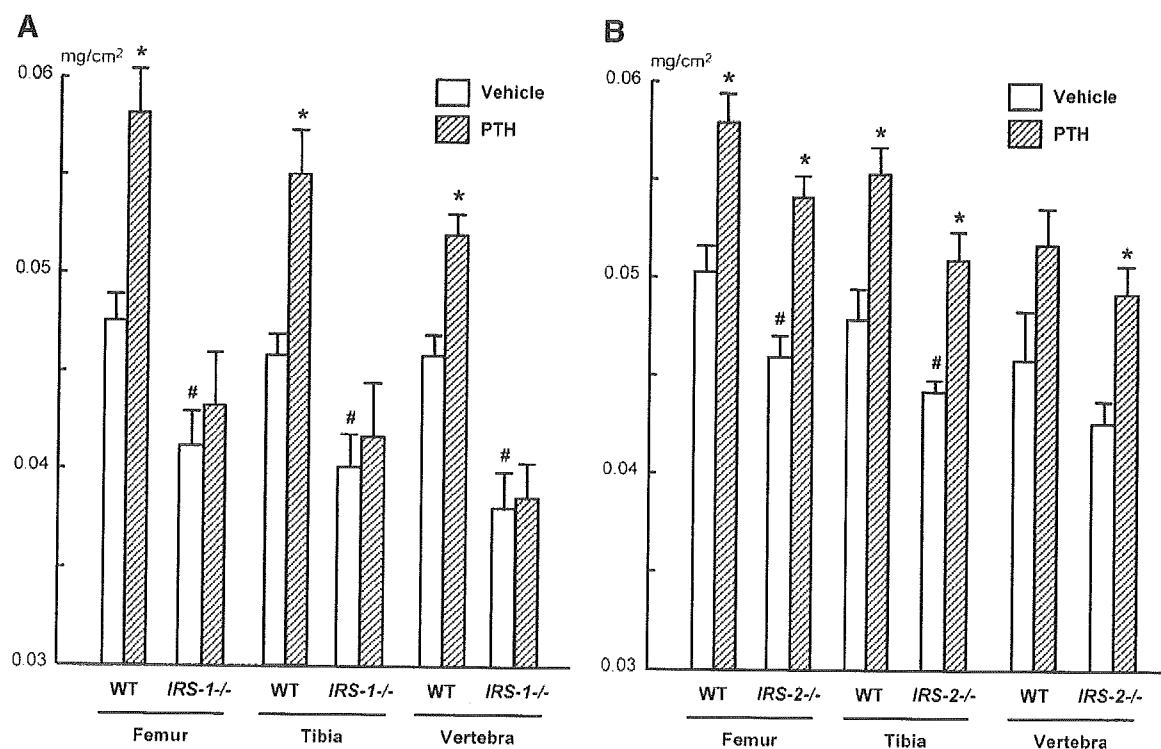 A
mg/cm2
0.06
0.05
0.04
0.03
*
#
*
#
*
#
Vehicle
PTH
WT IRS-1-/- WT IRS-1-/- WT IRS-1-/-
Femur Tibia Vertebra
B
mg/cm2
0.06
0.05
0.04
0.03
*
#
*
*
#
*
*
Vehicle
PTH
WT IRS-2-/- WT IRS-2-/- WT IRS-2-/-
Femur Tibia Vertebra